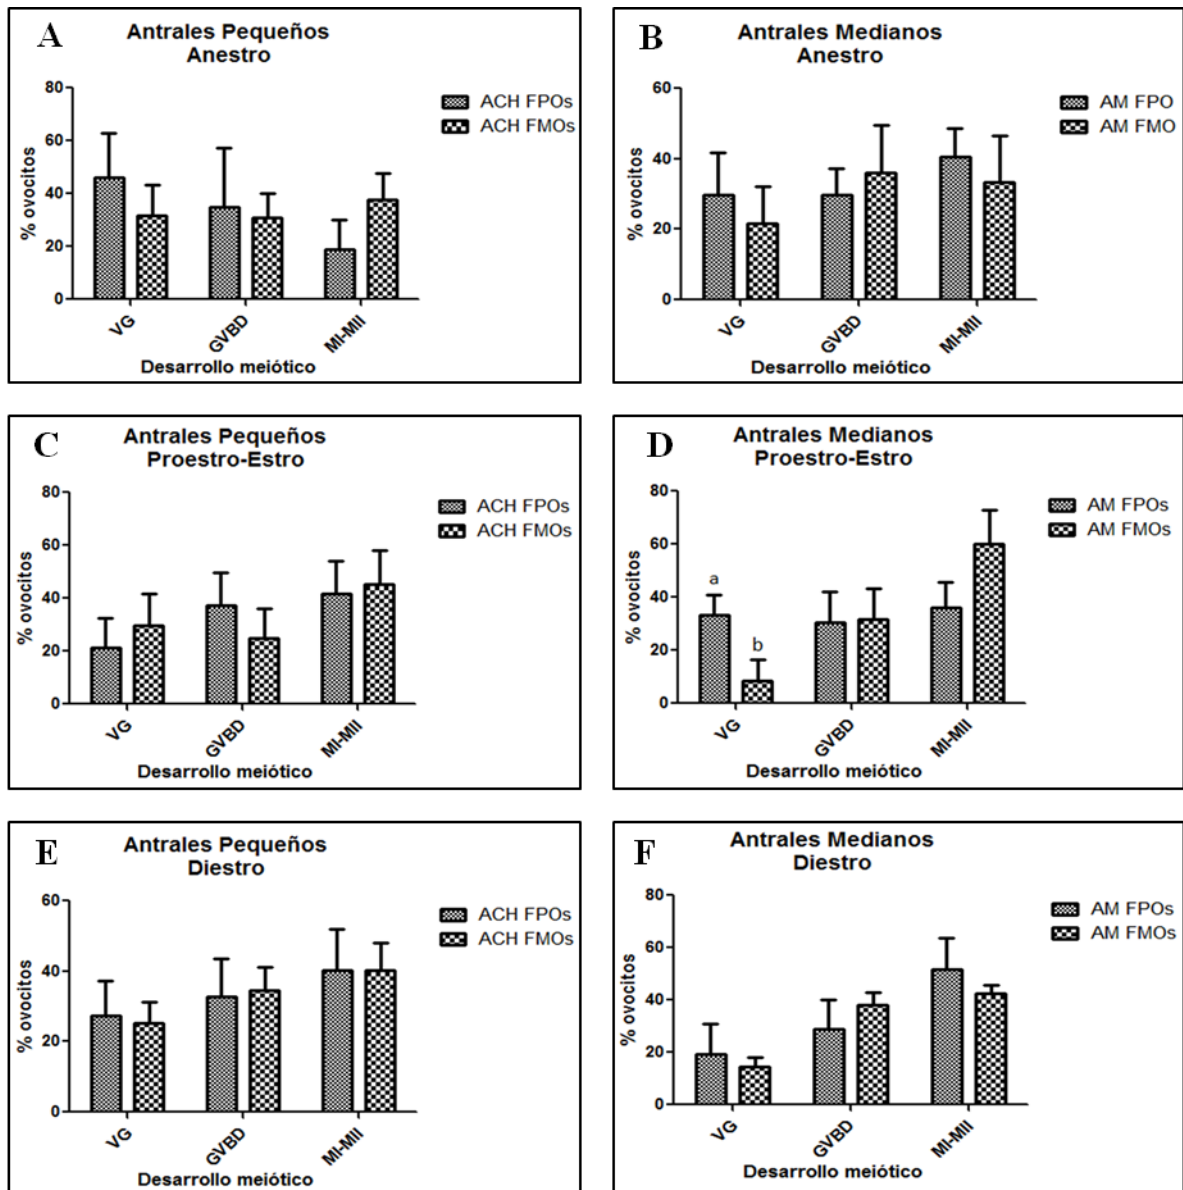 A
Antrales Pequeños
Anestro
80
60
40
20
0
% ovocitos
VG
GVBD
MI-MII
Desarrollo meiótico
ACH FPOs
ACH FMOs
B
Antrales Medianos
Anestro
60
40
20
0
% ovocitos
VG
GVBD
MI-MII
Desarrollo meiótico
AM FPO
AM FMO
C
Antrales Pequeños
Proestro-Estro
80
60
40
20
0
% ovocitos
VG
GVBD
MI-MII
Desarrollo meiótico
ACH FPOs
ACH FMOs
D
Antrales Medianos
Proestro-Estro
80
60
40
20
0
% ovocitos
a
b
VG
GVBD
MI-MII
Desarrollo meiótico
AM FPOs
AM FMOs
E
Antrales Pequeños
Diestro
60
40
20
0
% ovocitos
VG
GVBD
MI-MII
Desarrollo meiótico
ACH FPOs
ACH FMOs
F
Antrales Medianos
Diestro
80
60
40
20
0
% ovocitos
VG
GVBD
MI-MII
Desarrollo meiótico
AM FPOs
AM FMOs